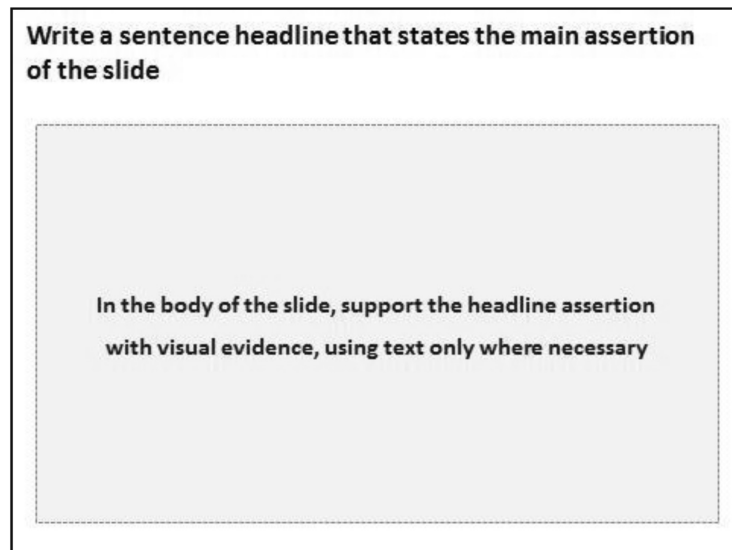 Write a sentence headline that states the main assertion
of the slide
In the body of the slide, support the headline assertion
with visual evidence, using text only where necessary